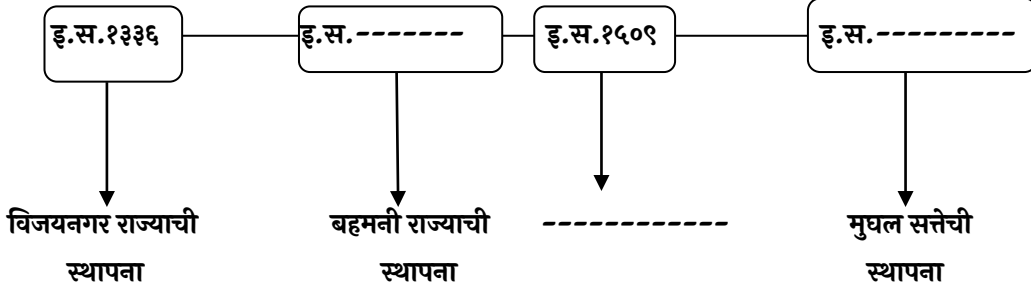 इ.स.१३३६ इ.स.------- इ.स.१५०९ इ.स.---------
विजयनगर राज्याची बहमनी राज्याची ------------- मुघल सत्तेची
स्थापना स्थापना स्थापना